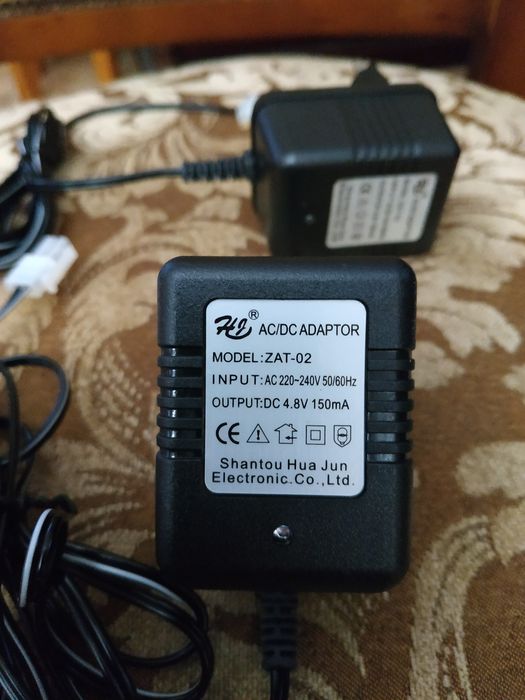 HJ ® AC/DC ADAPTOR
MODEL:ZAT-02
INPUT:AC 220~240V 50/60Hz
OUTPUT:DC 4.8V 150mA
CE
Shantou Hua Jun
Electronic.Co.,Ltd.